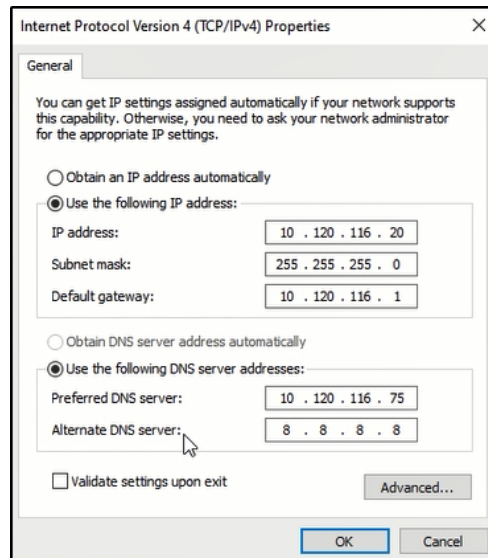 Internet Protocol Version 4 (TCP/IPv4) Properties
General
You can get IP settings assigned automatically if your network supports
this capability. Otherwise, you need to ask your network administrator
for the appropriate IP settings.
Obtain an IP address automatically
Use the following IP address:
IP address: 10 . 120 . 116 . 20
Subnet mask: 255 . 255 . 255 . 0
Default gateway: 10 . 120 . 116 . 1
Obtain DNS server address automatically
Use the following DNS server addresses:
Preferred DNS server: 10 . 120 . 116 . 75
Alternate DNS server: 8 . 8 . 8 . 8
Validate settings upon exit
Advanced...
OK Cancel